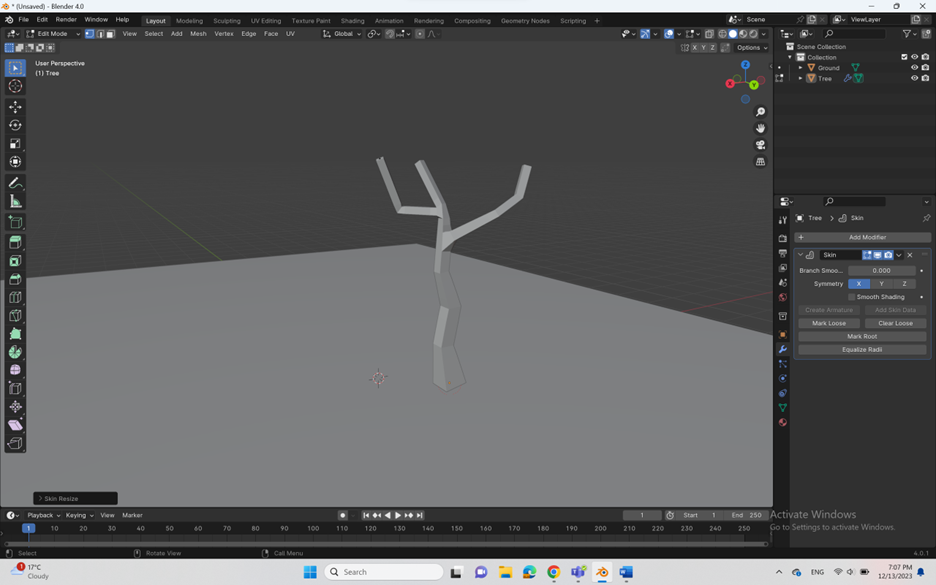 * (Unsaved) - Blender 4.0
File Edit Render Window Help Layout Modeling Sculpting UV Editing Texture Paint Shading Animation Rendering Compositing Geometry Nodes Scripting + Scene ViewLayer
Edit Mode View Select Add Mesh Vertex Edge Face UV Global
X Y Z Options
User Perspective
(1) Tree
Scene Collection
Collection
Ground
Tree
Z
X
Y
Tree > Skin
+ Add Modifier
Skin
Branch Smoo... 0.000
Symmetry X Y Z
Smooth Shading
Create Armature Add Skin Data
Mark Loose Clear Loose
Mark Root
Equalize Radii
> Skin Resize
Playback Keying View Marker 1 Start 1 End 250
1 10 20 30 40 50 60 70 80 90 100 110 120 130 140 150 160 170 180 190 200 210 220 230 240 250
Activate Windows
Go to Settings to activate Windows.
Select Rotate View Call Menu 4.0.1
1 17°C
Cloudy
Search
ENG
7:07 PM
12/13/2023